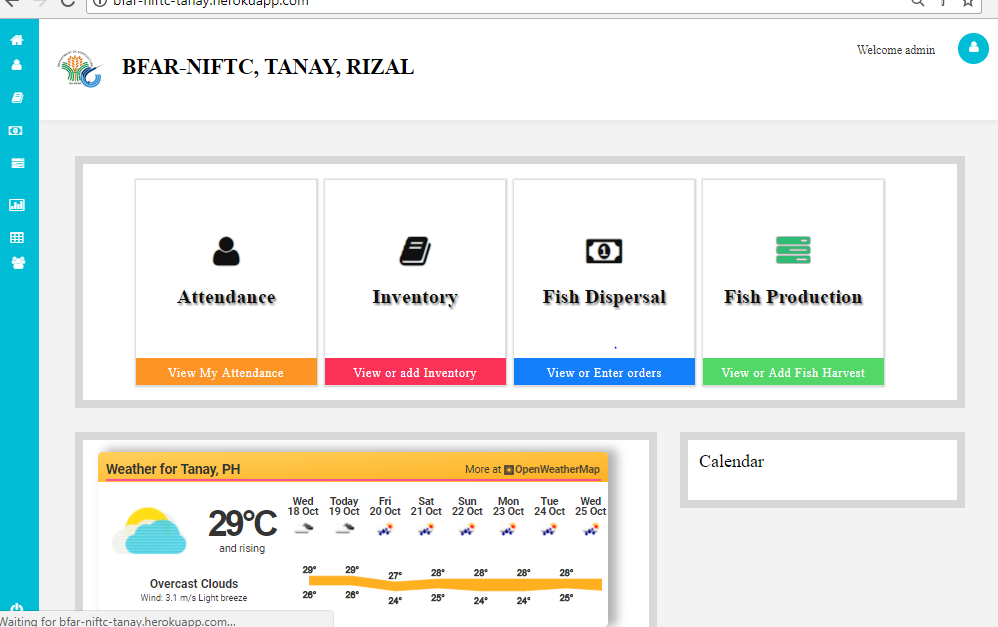 bfar-niftc-tanay.herokuapp.com
BFAR-NIFTC, TANAY, RIZAL
Welcome admin
Attendance
Inventory
Fish Dispersal
Fish Production
.
View My Attendance
View or add Inventory
View or Enter orders
View or Add Fish Harvest
Weather for Tanay, PH
More at OpenWeatherMap
Calendar
29°C
and rising
Overcast Clouds
Wind: 3.1 m/s Light breeze
Wed Today Fri Sat Sun Mon Tue Wed
18 Oct 19 Oct 20 Oct 21 Oct 22 Oct 23 Oct 24 Oct 25 Oct
29° 29° 27° 28° 28° 28° 28°
26° 26° 24° 25° 24° 24° 25°
Waiting for bfar-niftc-tanay.herokuapp.com...